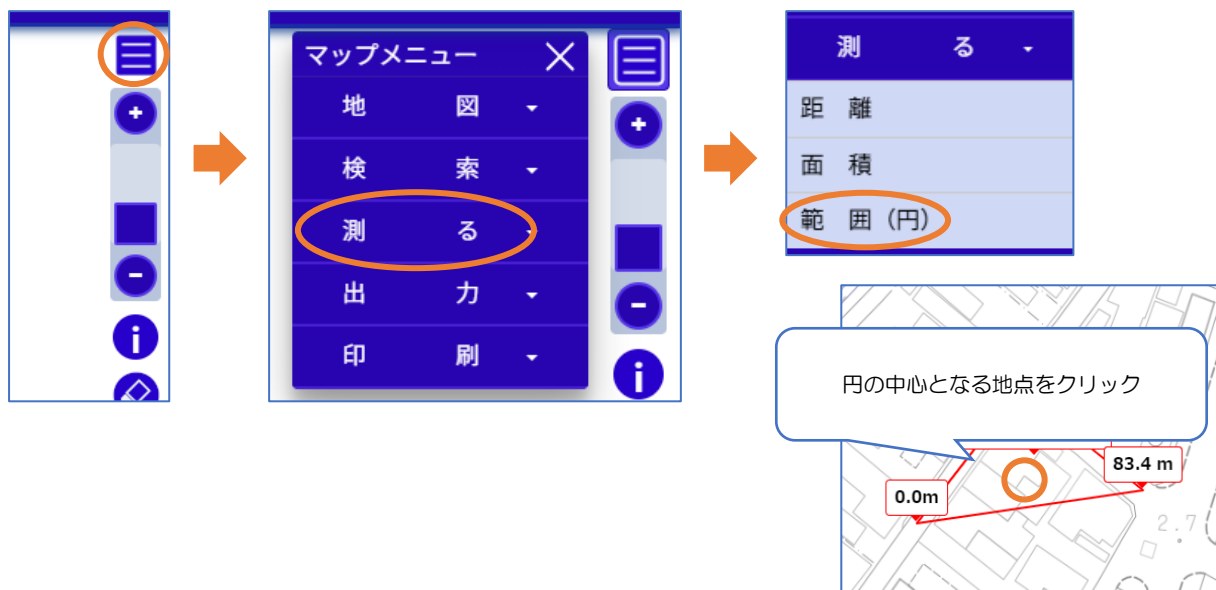 マップメニュー
地　図
検　索
測　る
出　力
印　刷
測　る
距　離
面　積
範　囲（円）
円の中心となる地点をクリック
83.4 m
0.0m
2.7